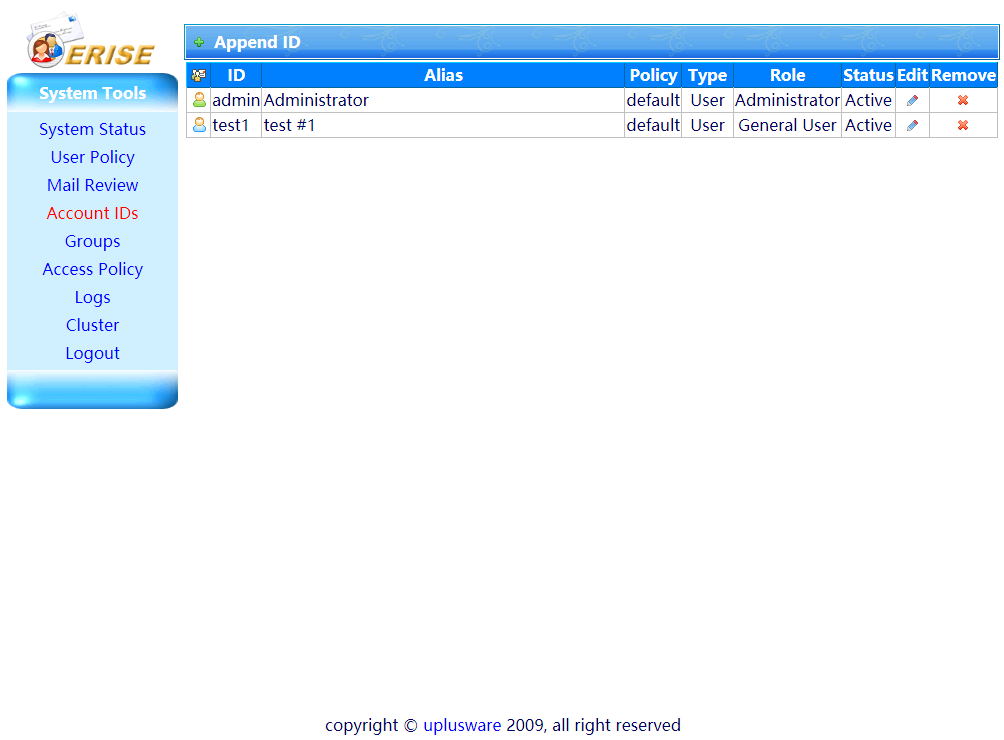 ERISE
System Tools
System Status
User Policy
Mail Review
Account IDs
Groups
Access Policy
Logs
Cluster
Logout
Append ID
ID Alias Policy Type Role Status Edit Remove
admin Administrator default User Administrator Active
test1 test #1 default User General User Active
copyright © uplusware 2009, all right reserved